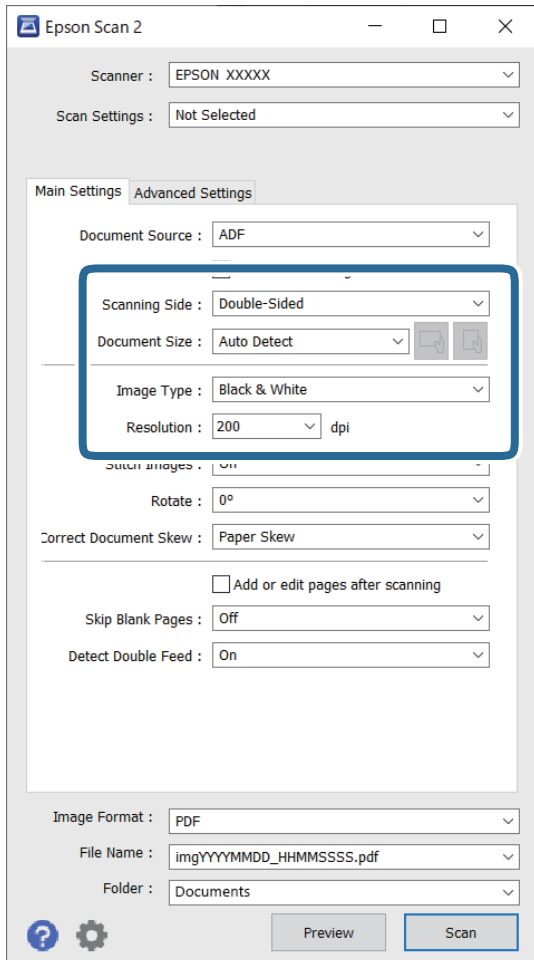 Epson Scan 2
Scanner : EPSON XXXXX
Scan Settings : Not Selected
Main Settings Advanced Settings
Document Source : ADF
Scanning Side : Double-Sided
Document Size : Auto Detect
Image Type : Black & White
Resolution : 200 dpi
Stitch Images : Off
Rotate : 0°
Correct Document Skew : Paper Skew
Add or edit pages after scanning
Skip Blank Pages : Off
Detect Double Feed : On
Image Format : PDF
File Name : imgYYYYMMDD_HHMMSSSS.pdf
Folder : Documents
? Preview Scan